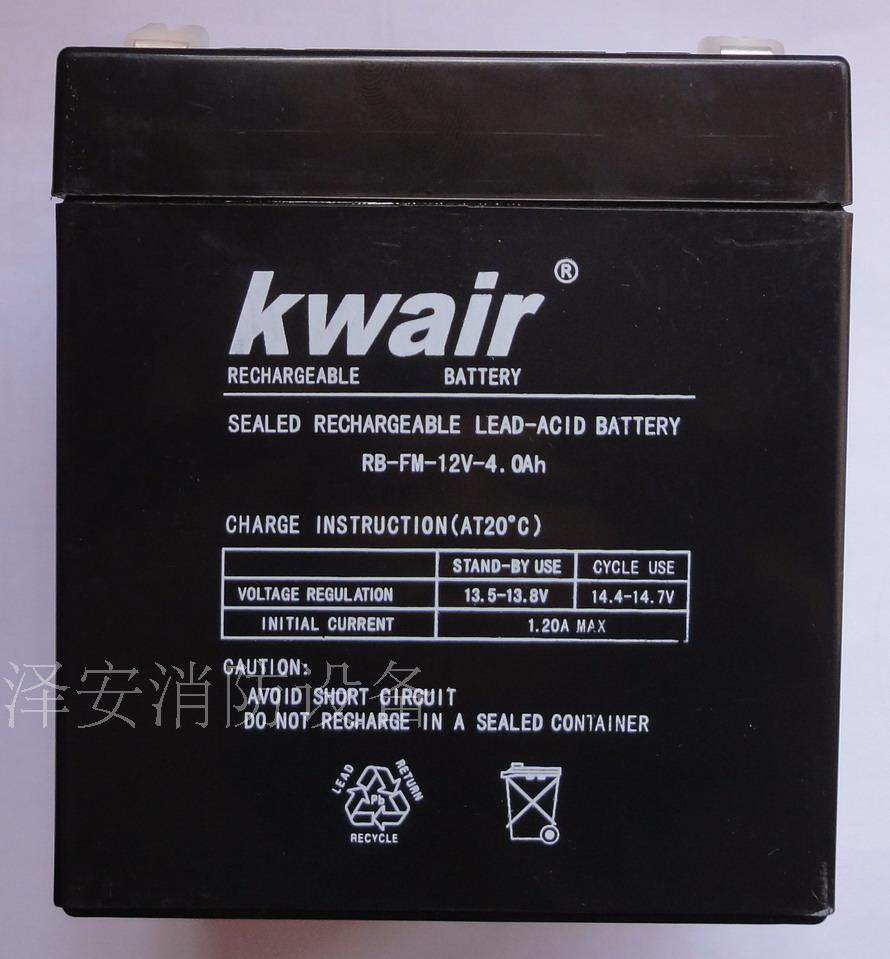 kwair®
RECHARGEABLE BATTERY
SEALED RECHARGEABLE LEAD-ACID BATTERY
RB-FM-12V-4.0Ah
CHARGE INSTRUCTION(AT20°C)
STAND-BY USE CYCLE USE
VOLTAGE REGULATION 13.5-13.8V 14.4-14.7V
INITIAL CURRENT 1.20A MAX
CAUTION:
泽安消防设备
AVOID SHORT CIRCUIT
DO NOT RECHARGE IN A SEALED CONTAINER
LEAD RETURN
Pb
RECYCLE